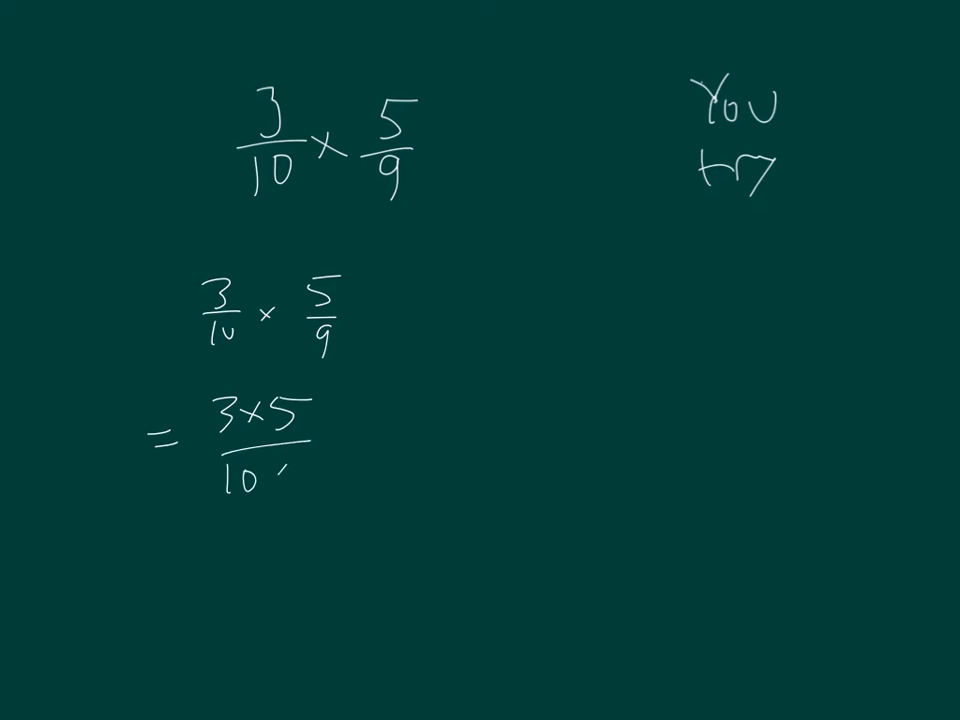 3/10 × 5/9
You
try
3/10 × 5/9
= 3×5/10